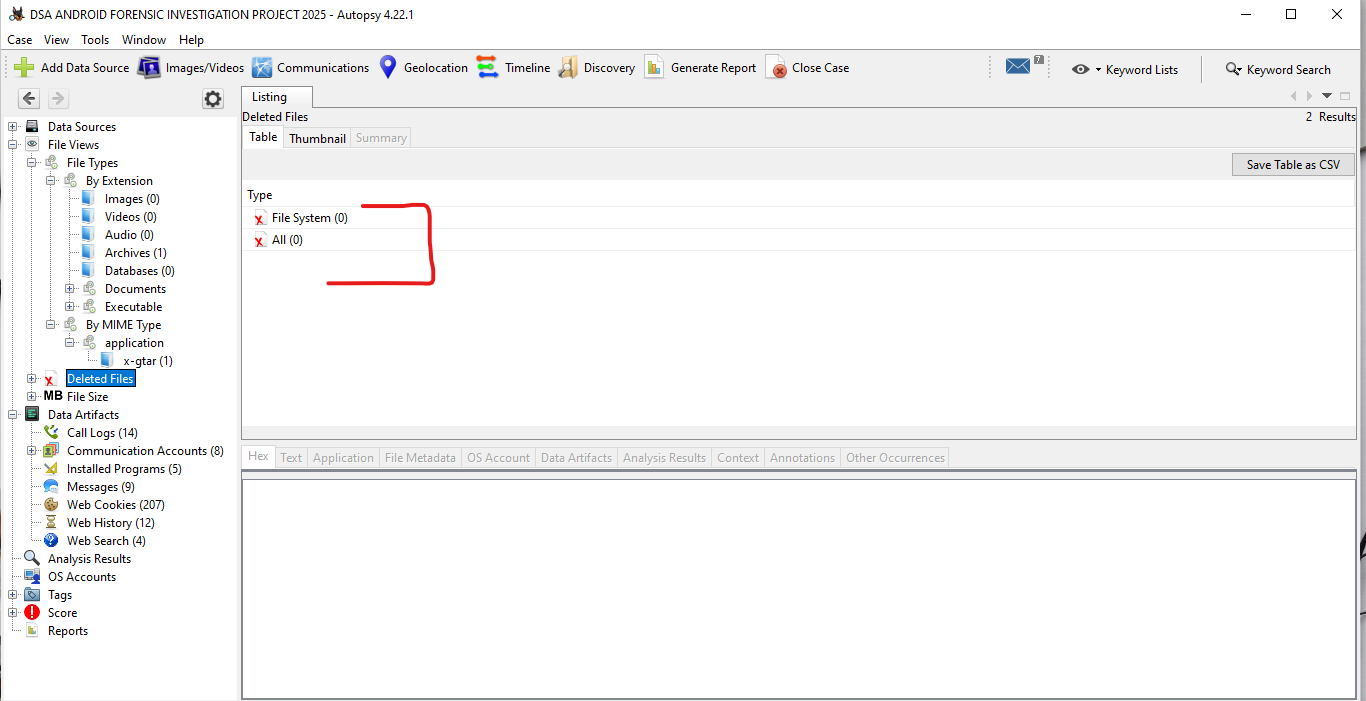 DSA ANDROID FORENSIC INVESTIGATION PROJECT 2025 - Autopsy 4.22.1
Case View Tools Window Help
Add Data Source Images/Videos Communications Geolocation Timeline Discovery Generate Report Close Case 7 Keyword Lists Keyword Search
Listing
Deleted Files 2 Results
Table Thumbnail Summary
Save Table as CSV
Type
File System (0)
All (0)
Data Sources
File Views
File Types
By Extension
Images (0)
Videos (0)
Audio (0)
Archives (1)
Databases (0)
Documents
Executable
By MIME Type
application
x-gtar (1)
Deleted Files
MB File Size
Data Artifacts
Call Logs (14)
Communication Accounts (8)
Installed Programs (5)
Messages (9)
Web Cookies (207)
Web History (12)
Web Search (4)
Analysis Results
OS Accounts
Tags
Score
Reports
Hex Text Application File Metadata OS Account Data Artifacts Analysis Results Context Annotations Other Occurrences